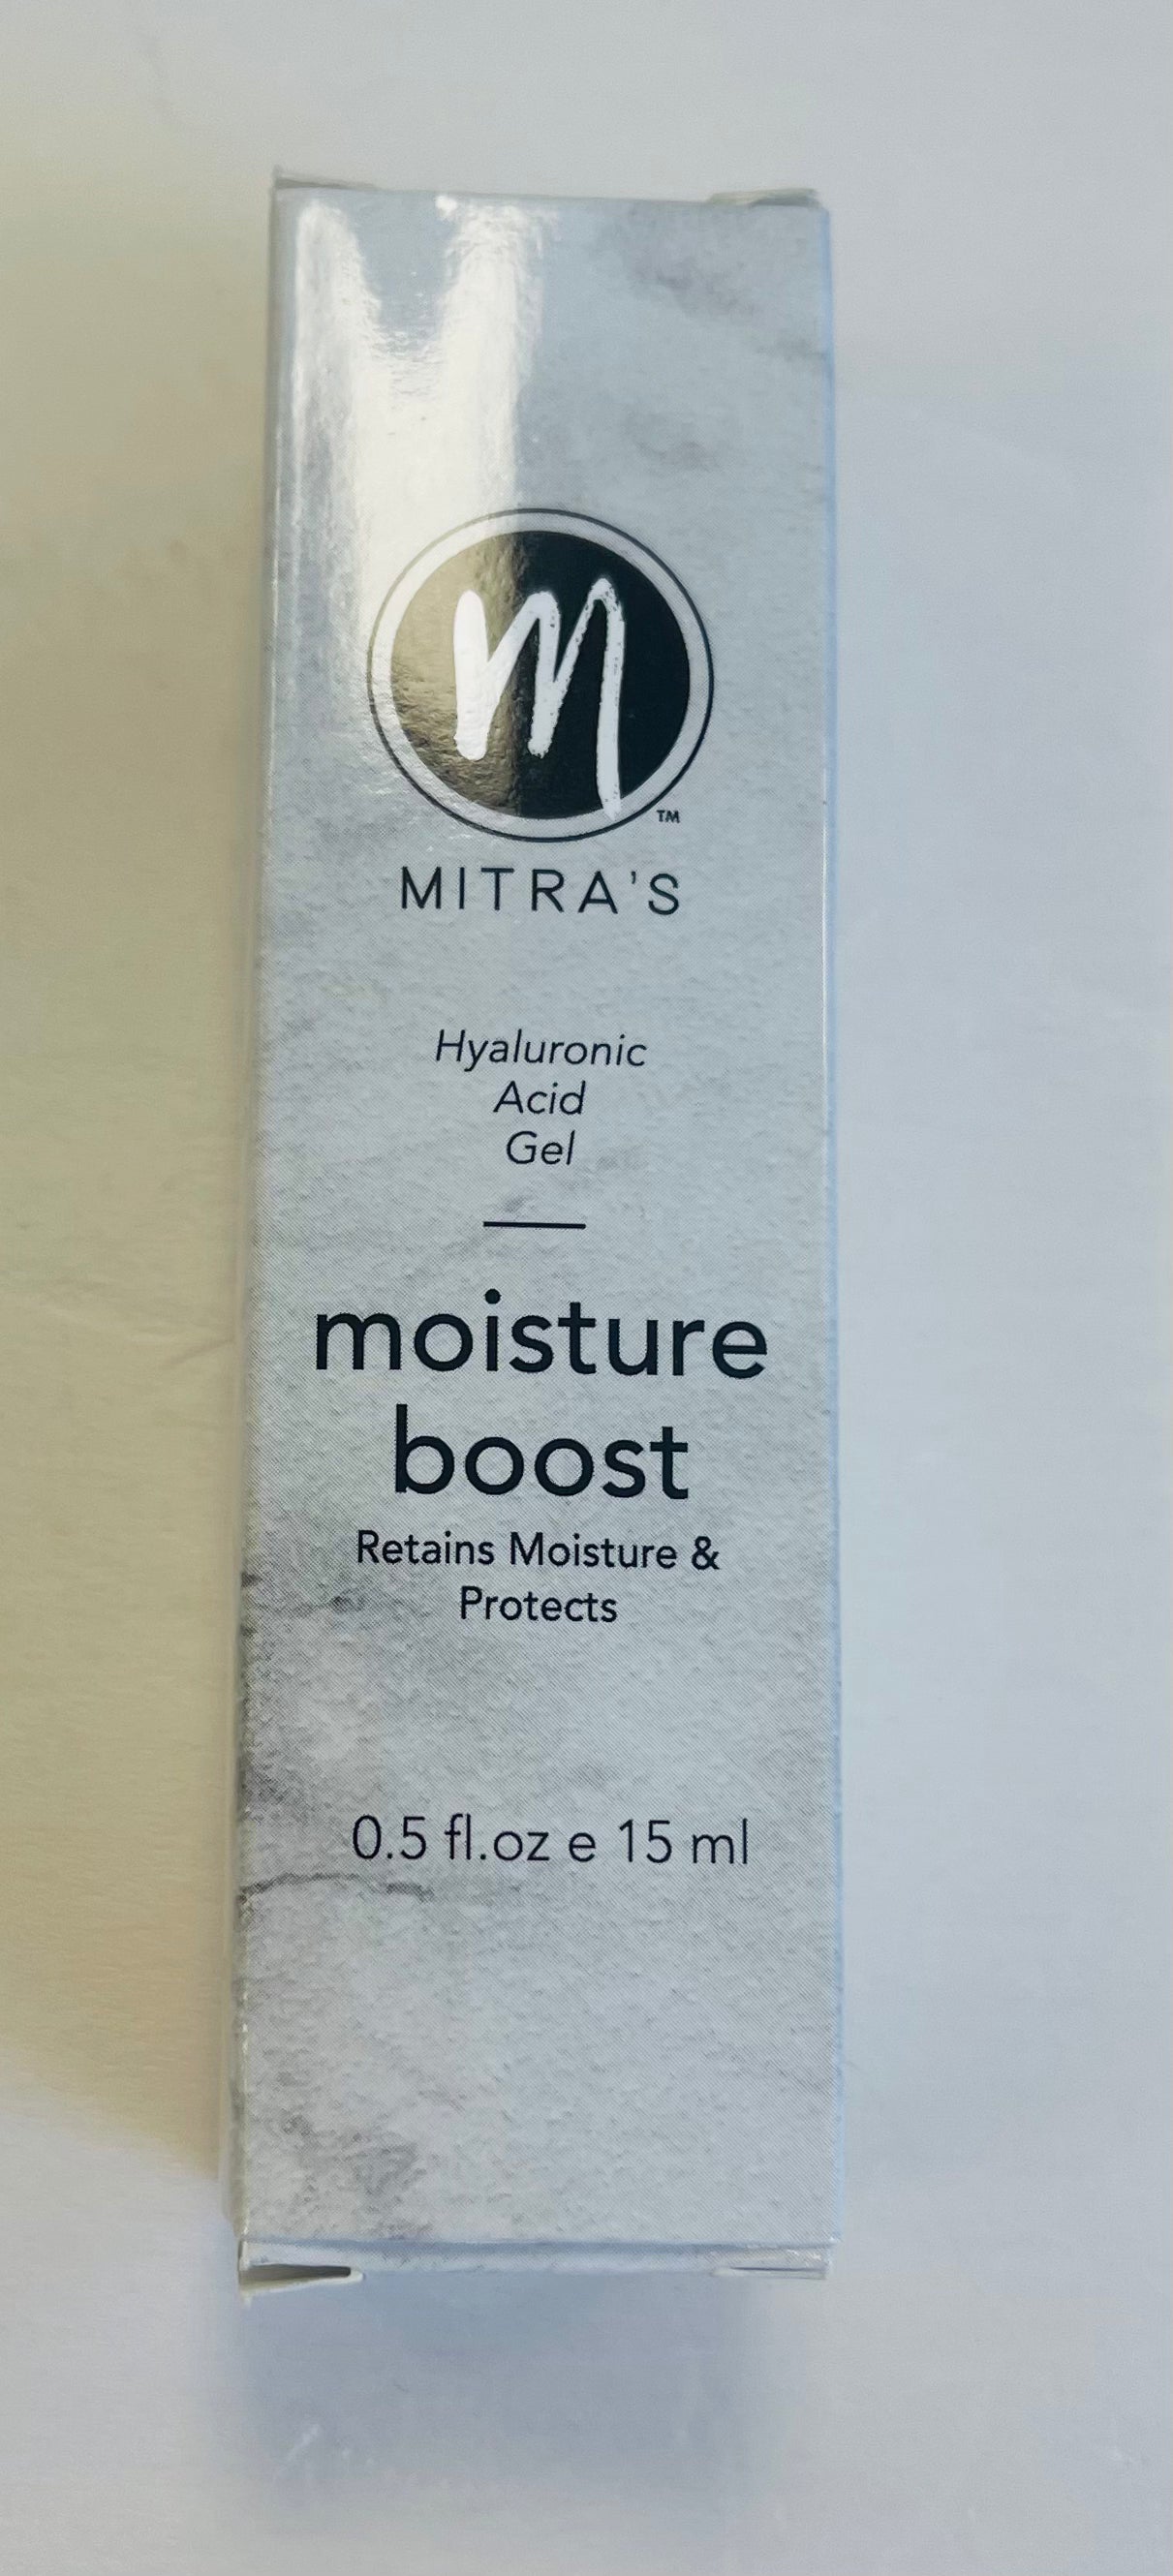 m
TM
MITRA'S
Hyaluronic
Acid
Gel
moisture
boost
Retains Moisture &
Protects
0.5 fl.oz e 15 ml